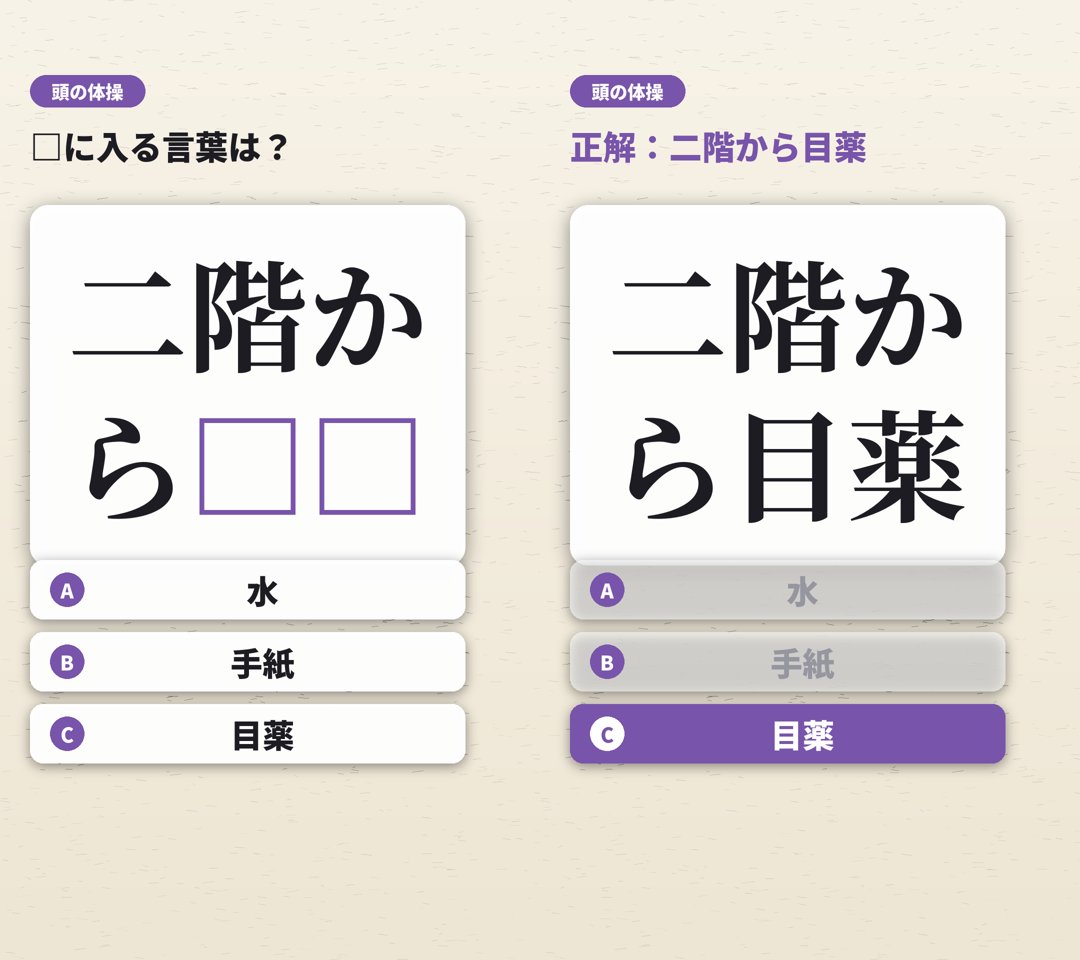 頭の体操
□に入る言葉は？
二階か
ら□□
A 水
B 手紙
C 目薬
頭の体操
正解：二階から目薬
二階か
ら目薬
A 水
B 手紙
C 目薬